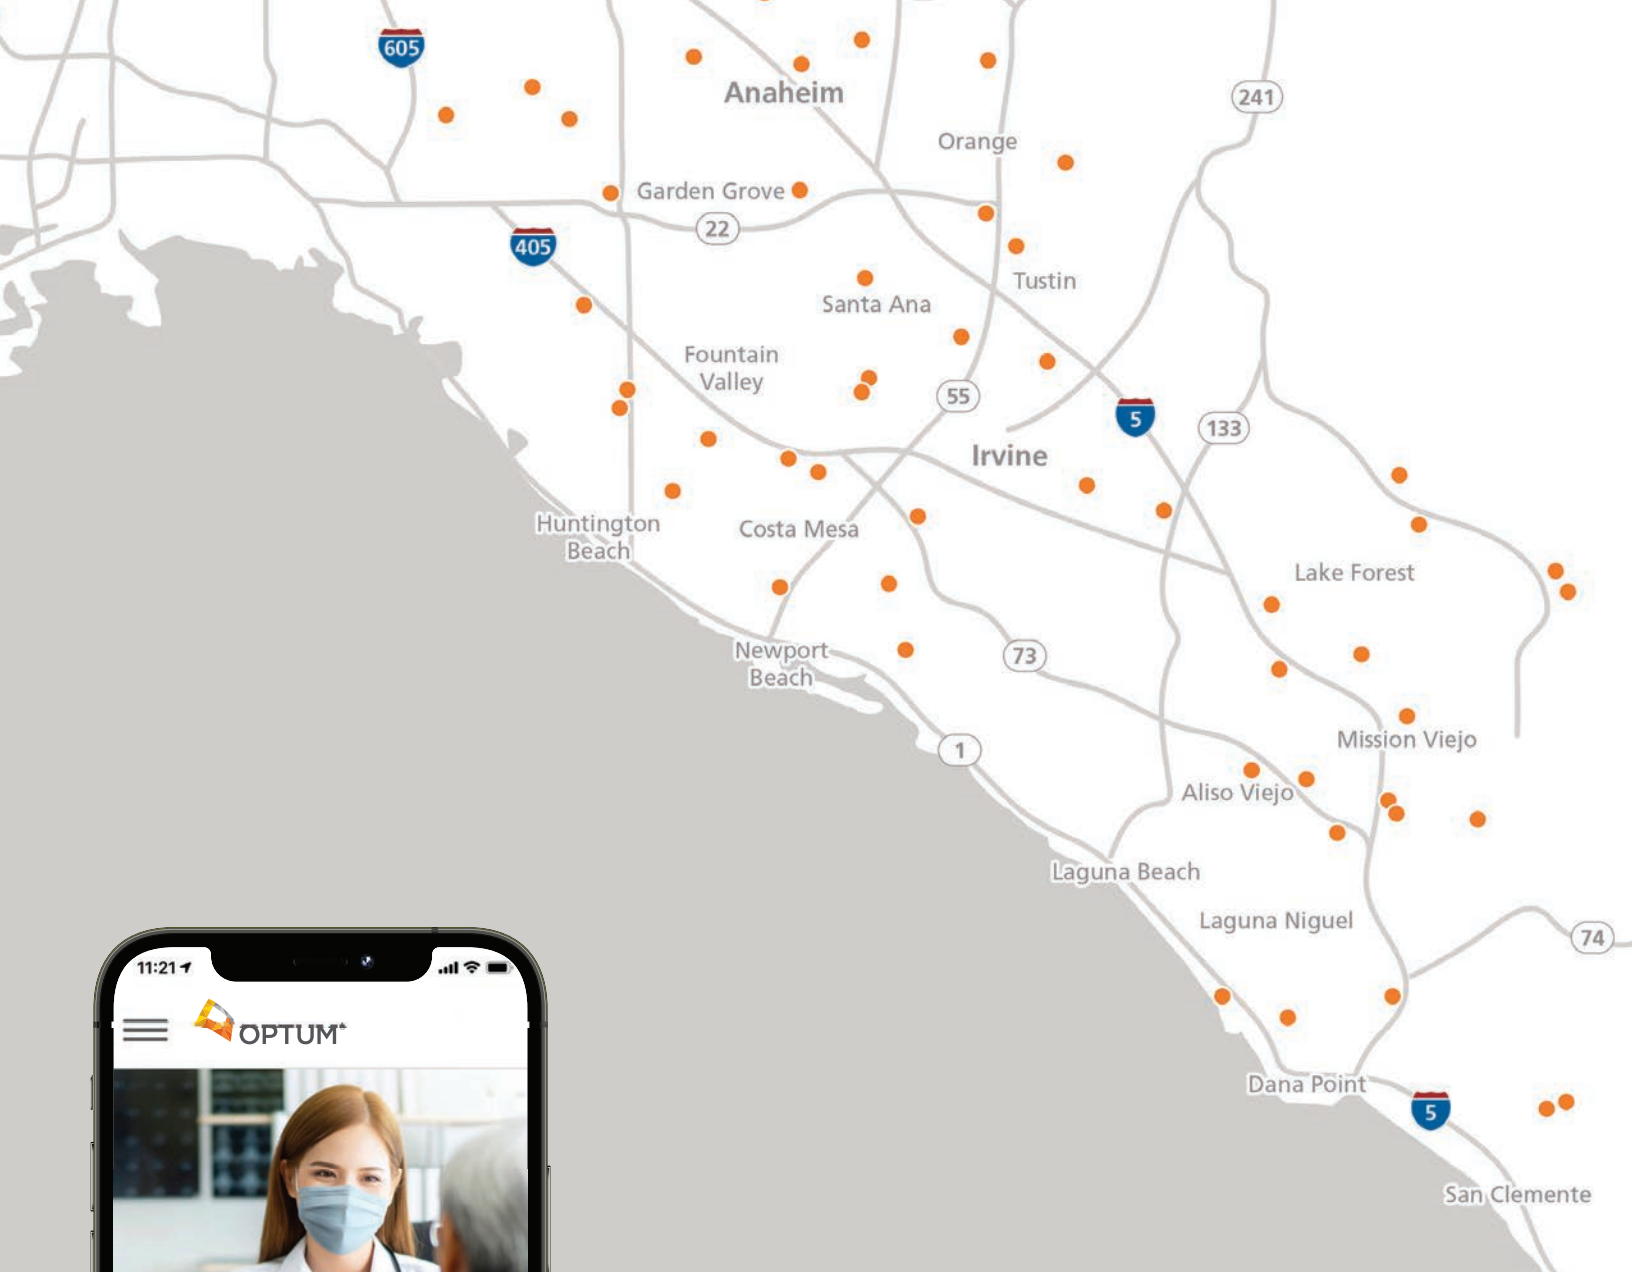 605
Anaheim
241
Orange
Garden Grove
22
405
Tustin
Santa Ana
Fountain
Valley
55
5
133
Irvine
Huntington
Beach
Costa Mesa
Lake Forest
Newport
Beach
73
Mission Viejo
1
Aliso Viejo
Laguna Beach
Laguna Niguel
74
11:21
OPTUM
Dana Point
5
San Clemente